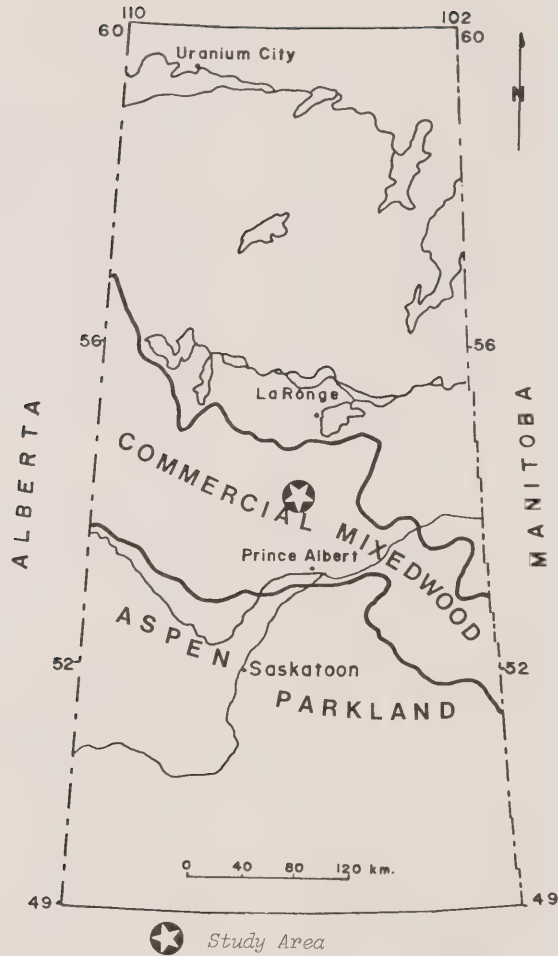 110 102
60 60
Uranium City
N
56 56
LaRonge
ALBERTA
MANITOBA
COMMERCIAL MIXEDWOOD
Prince Albert
ASPEN PARKLAND
52 52
Saskatoon
0 40 80 120 km.
49 49
Study Area